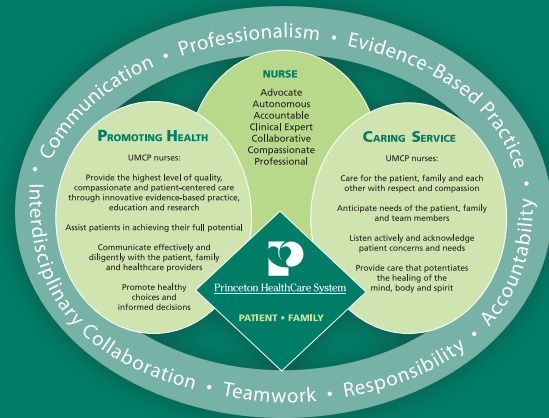 Interdisciplinary Collaboration • Communication • Professionalism • Evidence-Based Practice •
Accountability • Responsibility • Teamwork •
NURSE
Advocate
Autonomous
Accountable
Clinical Expert
Collaborative
Compassionate
Professional
PROMOTING HEALTH
UMCP nurses:
Provide the highest level of quality,
compassionate and patient-centered care
through innovative evidence-based practice,
education and research
Assist patients in achieving their full potential
Communicate effectively and
diligently with the patient, family
and healthcare providers
Promote healthy
choices and
informed decisions
CARING SERVICE
UMCP nurses:
Care for the patient, family and each
other with respect and compassion
Anticipate needs of the patient, family
and team members
Listen actively and acknowledge
patient concerns and needs
Provide care that potentiates
the healing of the
mind, body and spirit
Princeton HealthCare System
PATIENT • FAMILY